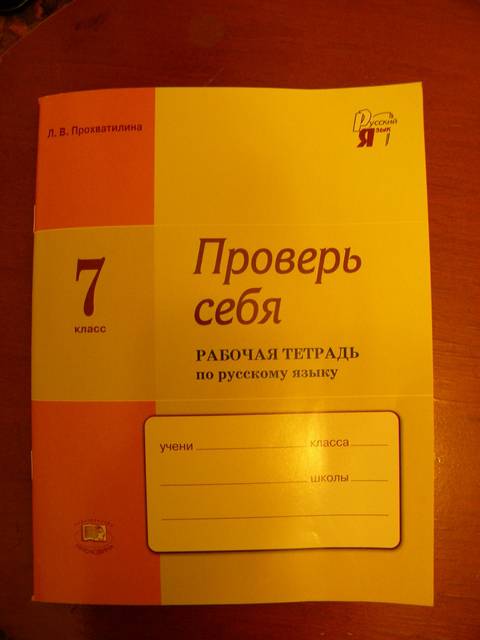 Л. В. Прохватилина
Русский
Язык
7
класс
Проверь
себя
РАБОЧАЯ ТЕТРАДЬ
по русскому языку
учени класса
школы